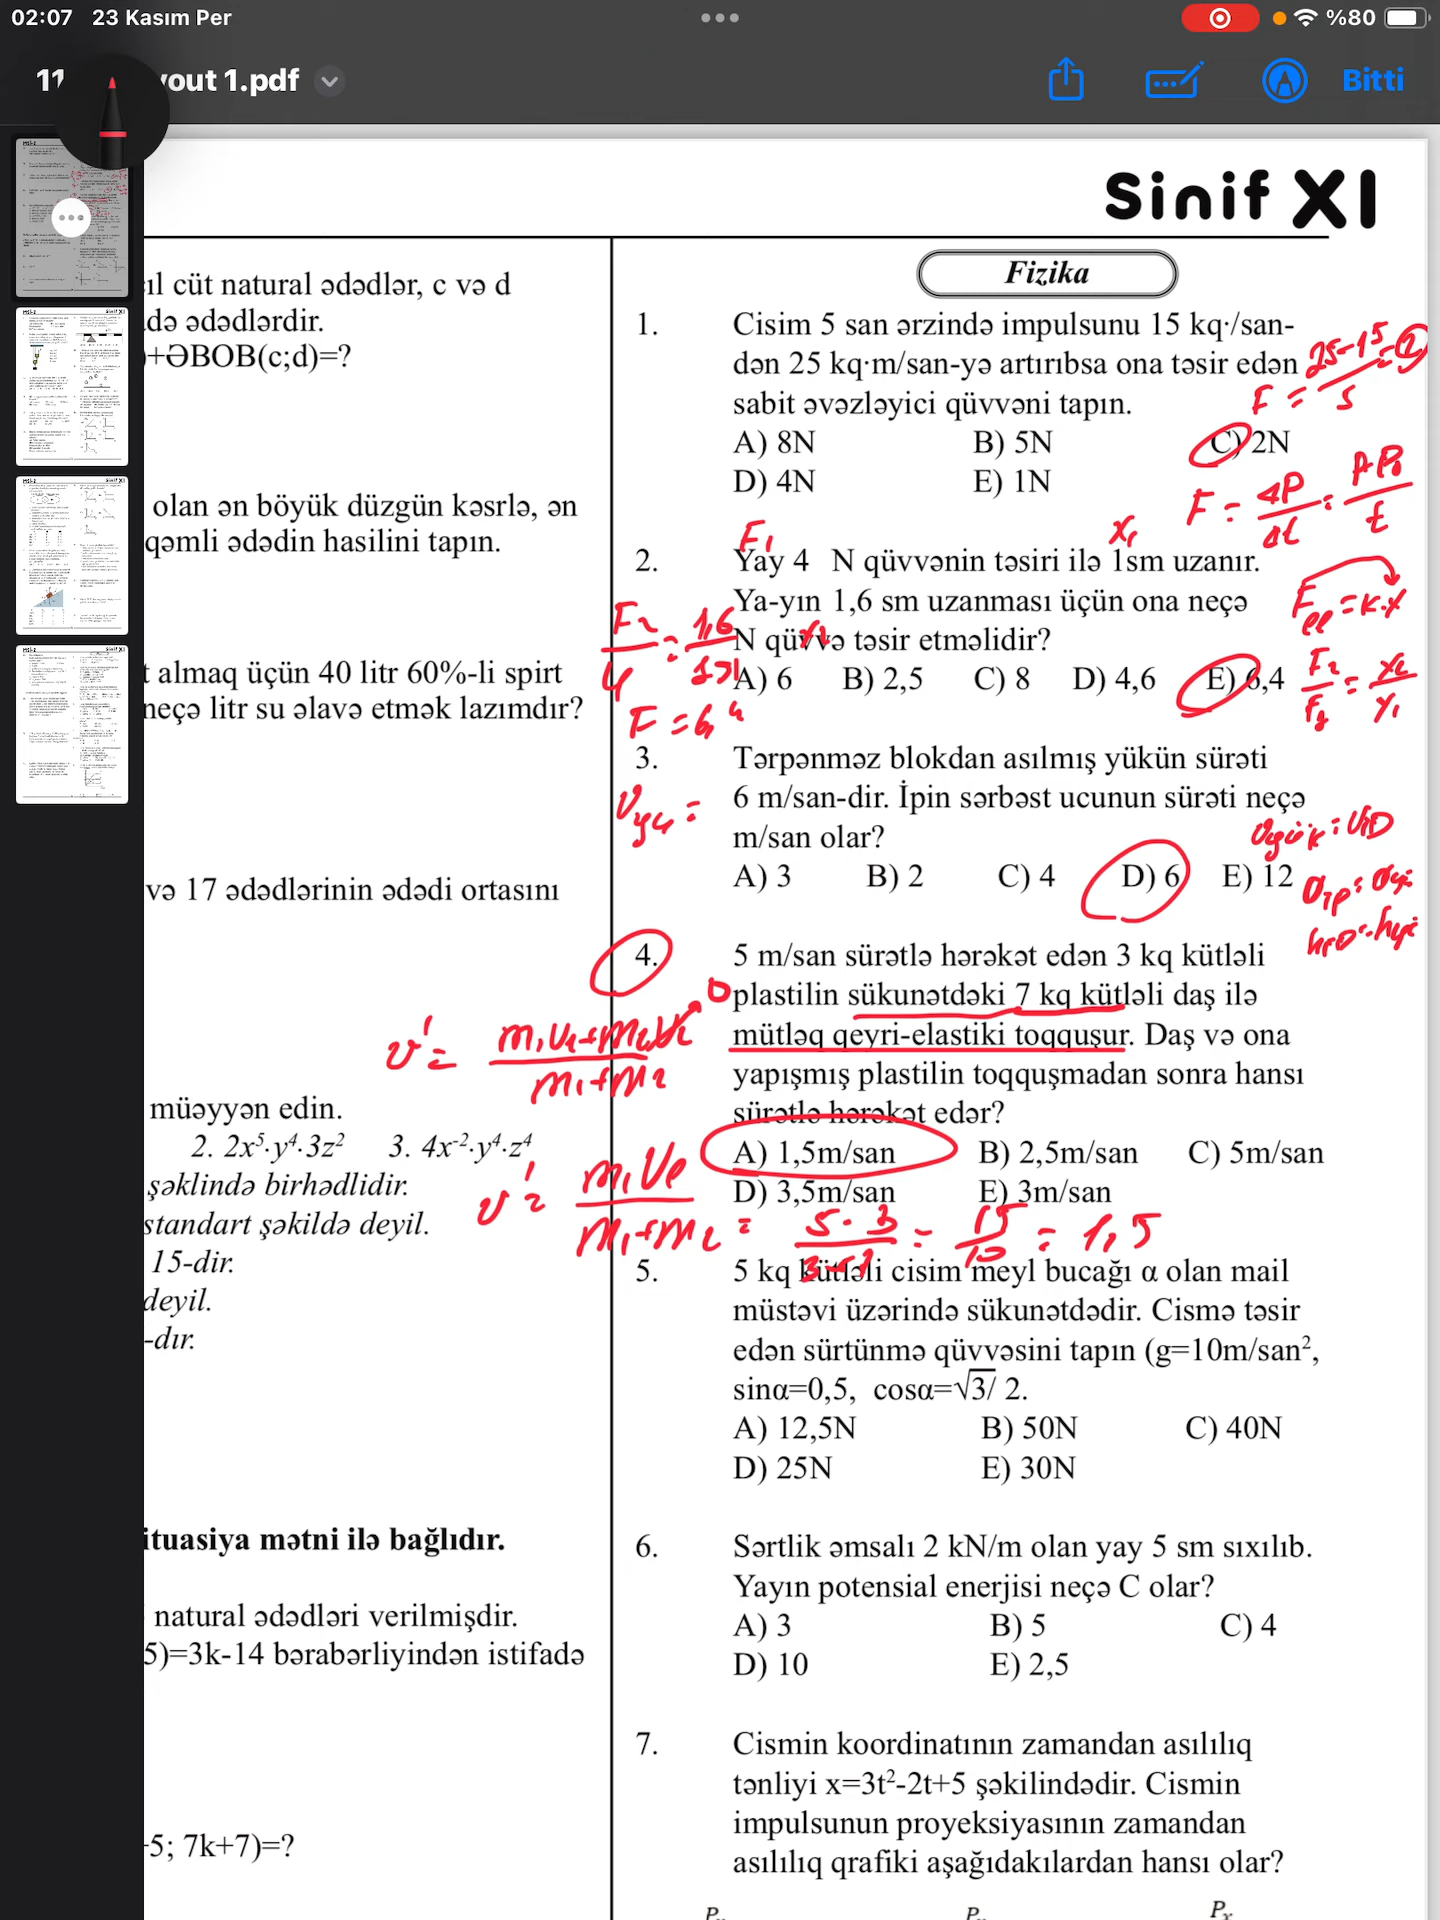 02:07 23 Kasım Per
%80
11
yout 1.pdf
Bitti
Sinif XI
cüt natural ədədlər, c və d
ədədlərdir.
)+ƏBOB(c;d)=?
olan ən böyük düzgün kəsrlə, ən
ədədin hasilini tapın.
almaq üçün 40 litr 60%-li spirt
neçə litr su əlavə etmək lazımdır?
və 17 ədədlərinin ədədi ortasını
müəyyən edin.
2. 2x⁵·y⁴·3z² 3. 4x⁻²·y⁴·z⁴
şəklində birhədlidir.
standart şəkildə deyil.
15-dir.
deyil.
-dır.
ituasiya mətni ilə bağlıdır.
natural ədədləri verilmişdir.
5)=3k-14 bərabərliyindən istifadə
5; 7k+7)=?
Fizika
1. Cisim 5 san ərzində impulsunu 15 kq·/san-
dən 25 kq·m/san-yə artırıbsa ona təsir edən
sabit əvəzləyici qüvvəni tapın.
A) 8N B) 5N C) 2N
D) 4N E) 1N
F = 25-15 / 5 = 2
F = ΔP / Δt = P-P₀ / t
F₁ x₁
2. Yay 4 N qüvvənin təsiri ilə 1sm uzanır.
Ya-yın 1,6 sm uzanması üçün ona neçə
N qüvvə təsir etməlidir?
A) 6 B) 2,5 C) 8 D) 4,6 E) 6,4
F = 6,4
3. Tərpənməz blokdan asılmış yükün sürəti
6 m/san-dir. İpin sərbəst ucunun sürəti neçə
m/san olar?
A) 3 B) 2 C) 4 D) 6 E) 12
4. 5 m/san sürətlə hərəkət edən 3 kq kütləli
plastilin sükunətdəki 7 kq kütləli daş ilə
mütləq qeyri-elastiki toqquşur. Daş və ona
yapışmış plastilin toqquşmadan sonra hansı
sürətlə hərəkət edər?
A) 1,5m/san B) 2,5m/san C) 5m/san
D) 3,5m/san E) 3m/san
= 15 / 10 = 1,5
5. 5 kq kütləli cisim meyl bucağı α olan mail
müstəvi üzərində sükunətdədir. Cismə təsir
edən sürtünmə qüvvəsini tapın (g=10m/san²,
sinα=0,5, cosα=√3/ 2.
A) 12,5N B) 50N C) 40N
D) 25N E) 30N
6. Sərtlik əmsalı 2 kN/m olan yay 5 sm sıxılıb.
Yayın potensial enerjisi neçə C olar?
A) 3 B) 5 C) 4
D) 10 E) 2,5
7. Cismin koordinatının zamandan asılılıq
tənliyi x=3t²-2t+5 şəkilindədir. Cismin
impulsunun proyeksiyasının zamandan
asılılıq qrafiki aşağıdakılardan hansı olar?
Pₓ